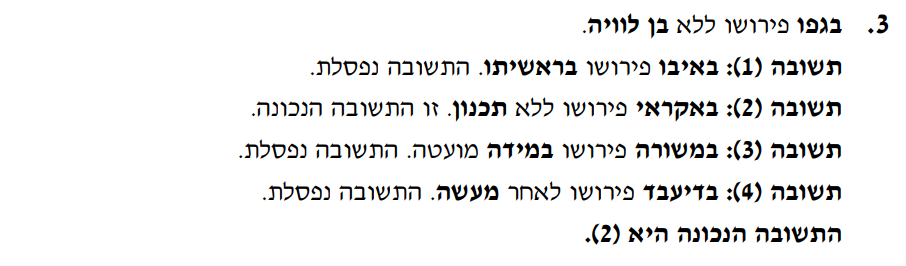 3. בגפו פירושו ללא בן לוויה.
תשובה (1): באיבו פירושו בראשיתו. התשובה נפסלת.
תשובה (2): באקראי פירושו ללא תכנון. זו התשובה הנכונה.
תשובה (3): במשורה פירושו במידה מועטה. התשובה נפסלת.
תשובה (4): בדיעבד פירושו לאחר מעשה. התשובה נפסלת.
התשובה הנכונה היא (2).